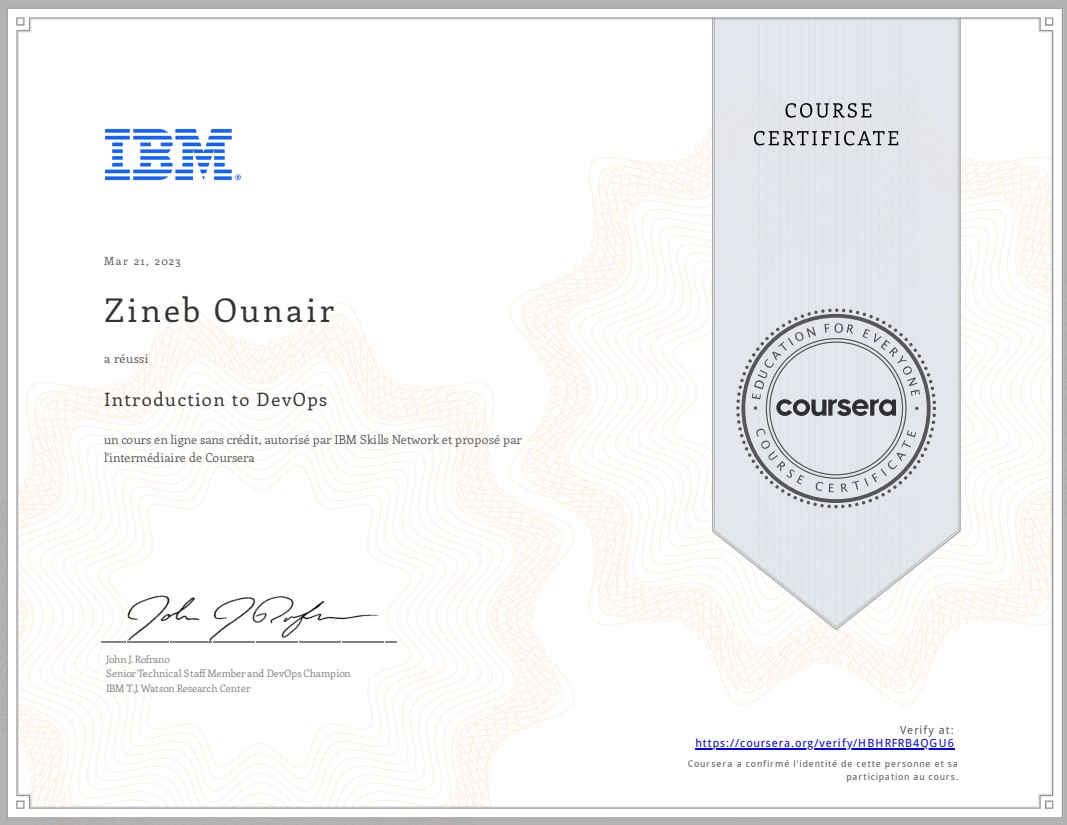 COURSE
CERTIFICATE
IBM®
Mar 21, 2023
Zineb Ounair
a réussi
Introduction to DevOps
un cours en ligne sans crédit, autorisé par IBM Skills Network et proposé par
l'intermédiaire de Coursera
EDUCATION FOR EVERYONE
coursera
COURSE CERTIFICATE
John J Rofrano
John J. Rofrano
Senior Technical Staff Member and DevOps Champion
IBM T.J. Watson Research Center
Verify at:
https://coursera.org/verify/HBHRFRB4QGU6
Coursera a confirmé l'identité de cette personne et sa
participation au cours.